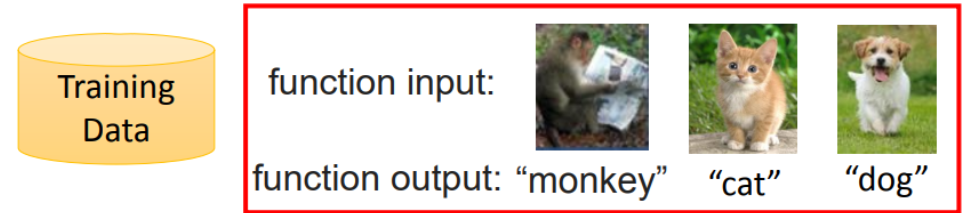 Training
Data
function input:
function output: “monkey” “cat” “dog”